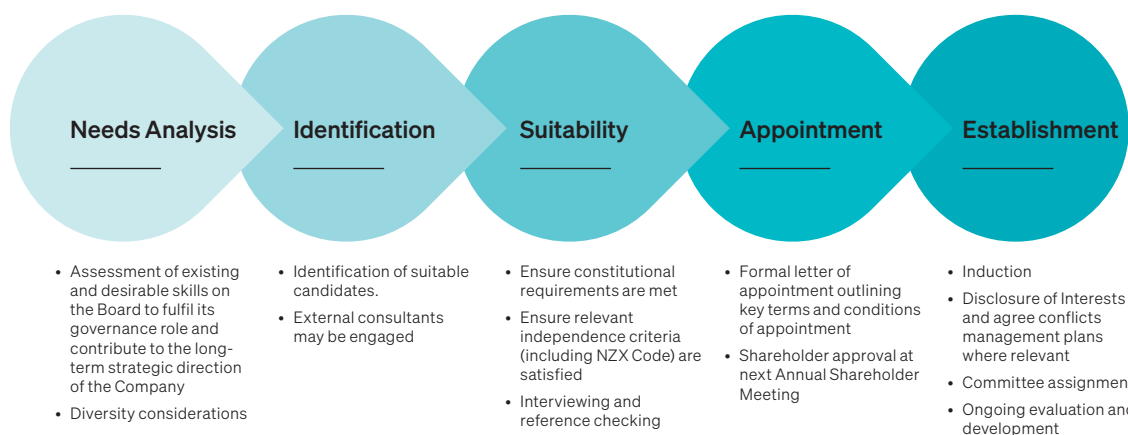 Needs Analysis
• Assessment of existing
and desirable skills on
the Board to fulfil its
governance role and
contribute to the long-
term strategic direction
of the Company
• Diversity considerations
Identification
• Identification of suitable
candidates.
• External consultants
may be engaged
Suitability
• Ensure constitutional
requirements are met
• Ensure relevant
independence criteria
(including NZX Code) are
satisfied
• Interviewing and
reference checking
Appointment
• Formal letter of
appointment outlining
key terms and conditions
of appointment
• Shareholder approval at
next Annual Shareholder
Meeting
Establishment
• Induction
• Disclosure of Interests
and agree conflicts
management plans
where relevant
• Committee assignmen
• Ongoing evaluation and
development